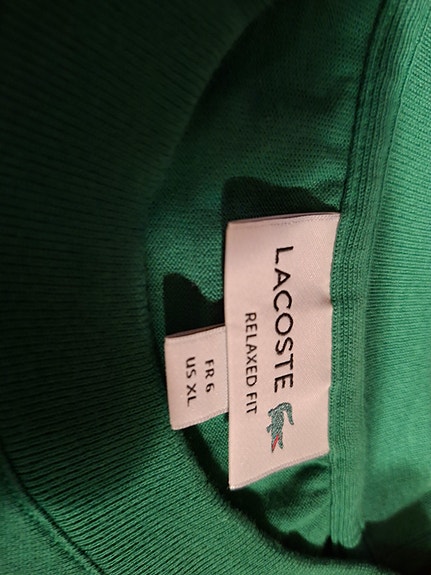 LACOSTE
RELAXED FIT
FR 6
US XL